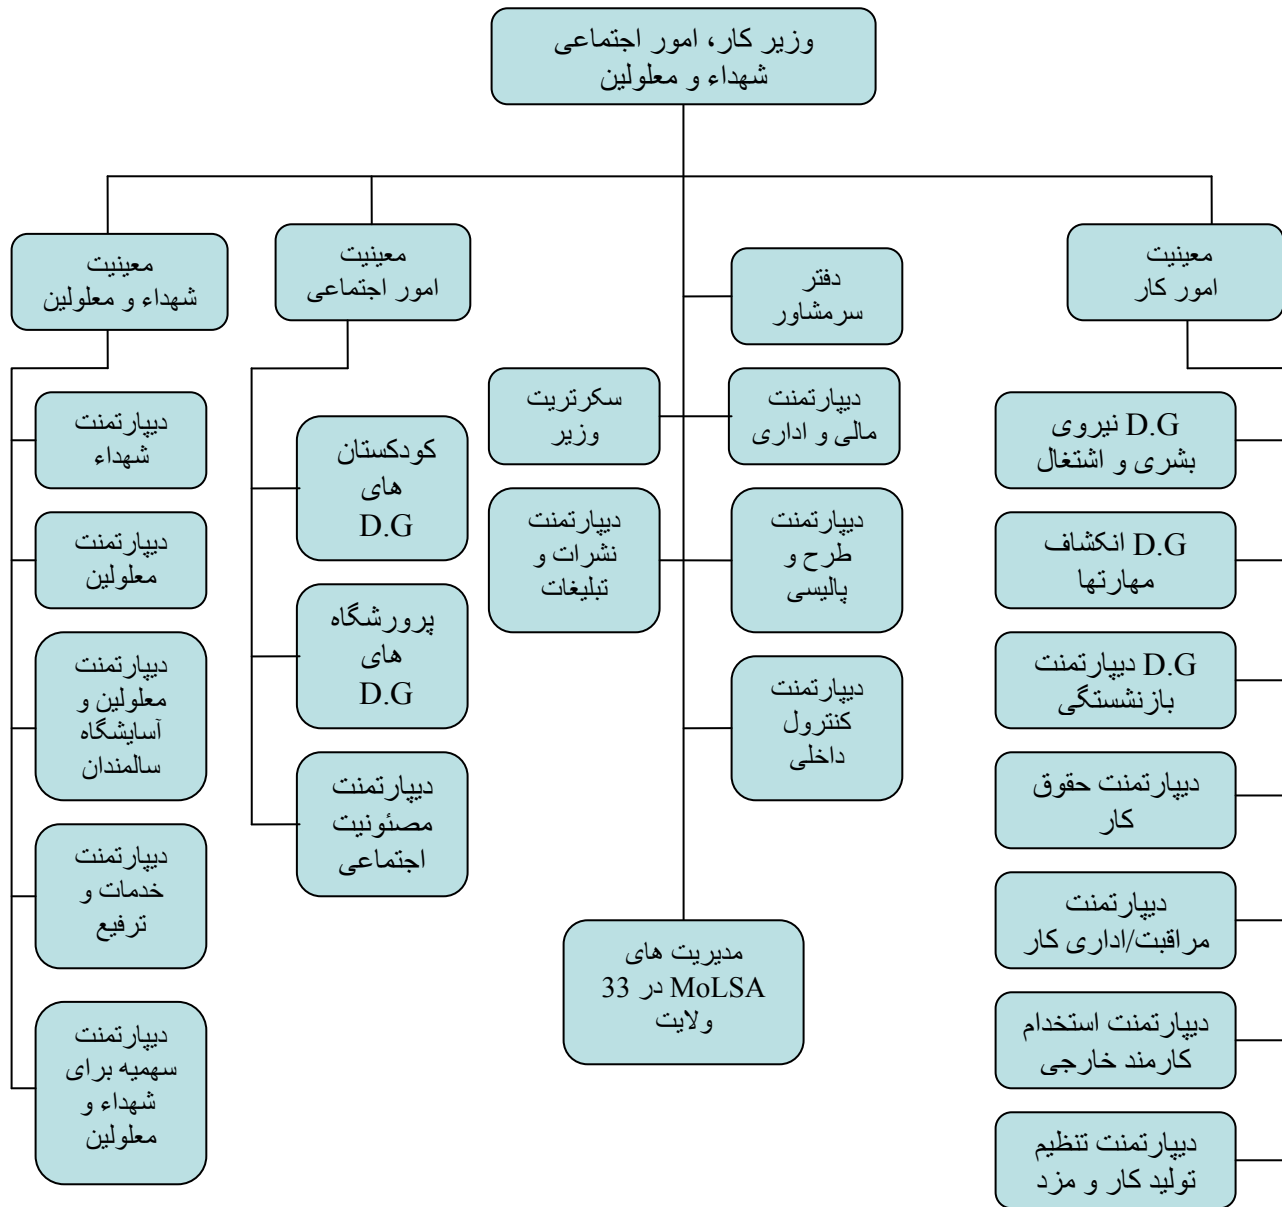 وزیر کار، امور اجتماعی
شهداء و معلولین
معینیت
امور کار
معینیت
امور اجتماعی
معینیت
شهداء و معلولین
دفتر
سرمشاور
دیپارتمنت
مالی و اداری
سکرتریت
وزیر
دیپارتمنت
طرح و
پالیسی
دیپارتمنت
نشرات و
تبلیغات
دیپارتمنت
کنترول
داخلی
مدیریت های
MoLSA در 33
ولایت
D.G نیروی
بشری و اشتغال
D.G انکشاف
مهارتها
D.G دیپارتمنت
بازنشستگی
دیپارتمنت حقوق
کار
دیپارتمنت
مراقبت/اداری کار
دیپارتمنت استخدام
کارمند خارجی
دیپارتمنت تنظیم
تولید کار و مزد
کودکستان
های
D.G
پرورشگاه
های
D.G
دیپارتمنت
مصئونیت
اجتماعی
دیپارتمنت
شهداء
دیپارتمنت
معلولین
دیپارتمنت
معلولین و
آسایشگاه
سالمندان
دیپارتمنت
خدمات و
ترفیع
دیپارتمنت
سهمیه برای
شهداء و
معلولین